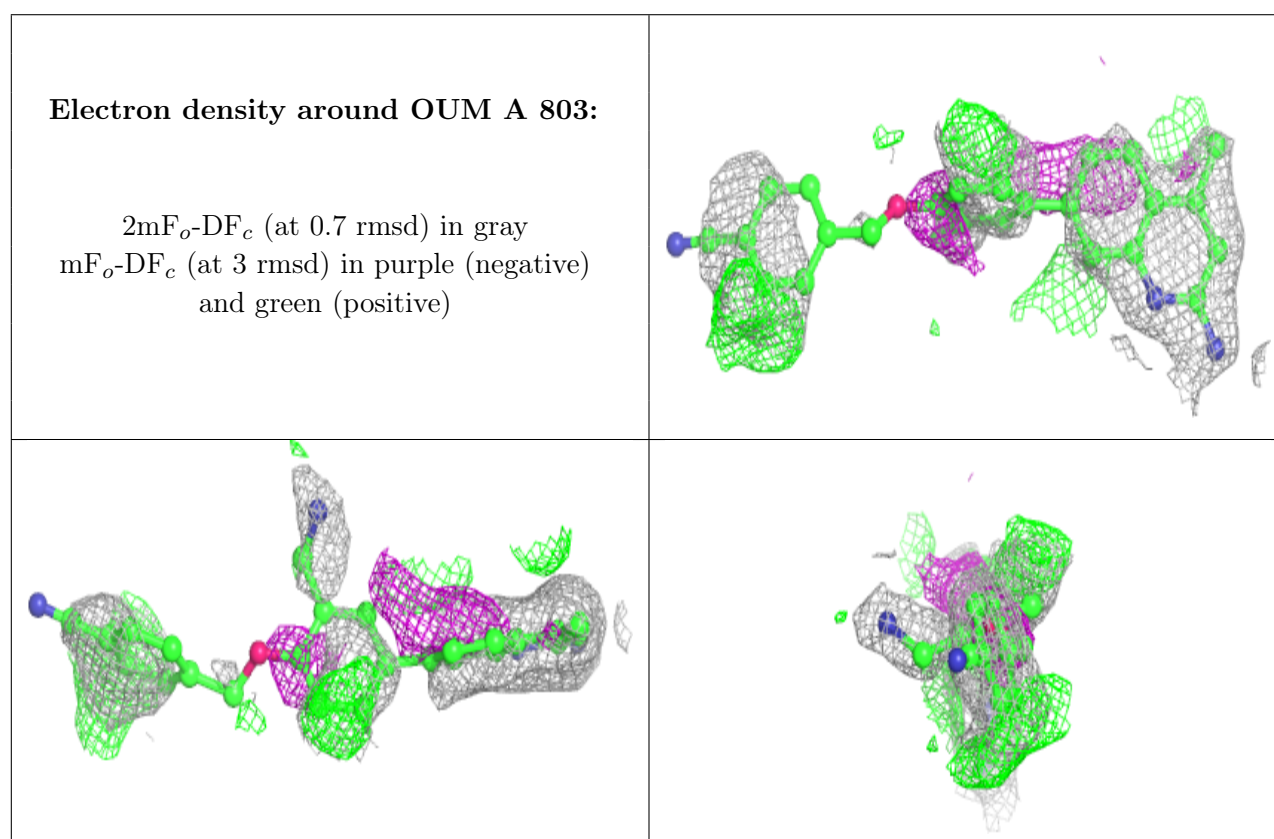 Electron density around OUM A 803:
2mFo-DFc (at 0.7 rmsd) in gray
mFo-DFc (at 3 rmsd) in purple (negative)
and green (positive)